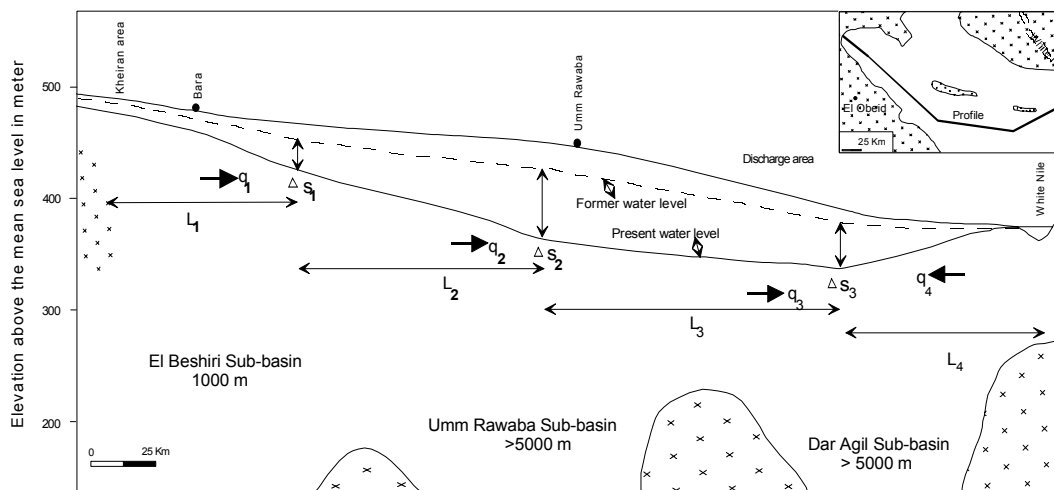 Elevation above the mean sea level in meter
500
400
300
200
Kheiran area
Bara
Umm Rawaba
Discharge area
White Nile
El Obeid
Profile
25 Km
q1
ΔS1
L1
Former water level
Present water level
q2
ΔS2
L2
q3
ΔS3
L3
q4
L4
El Beshiri Sub-basin
1000 m
Umm Rawaba Sub-basin
>5000 m
Dar Agil Sub-basin
> 5000 m
0 25 Km